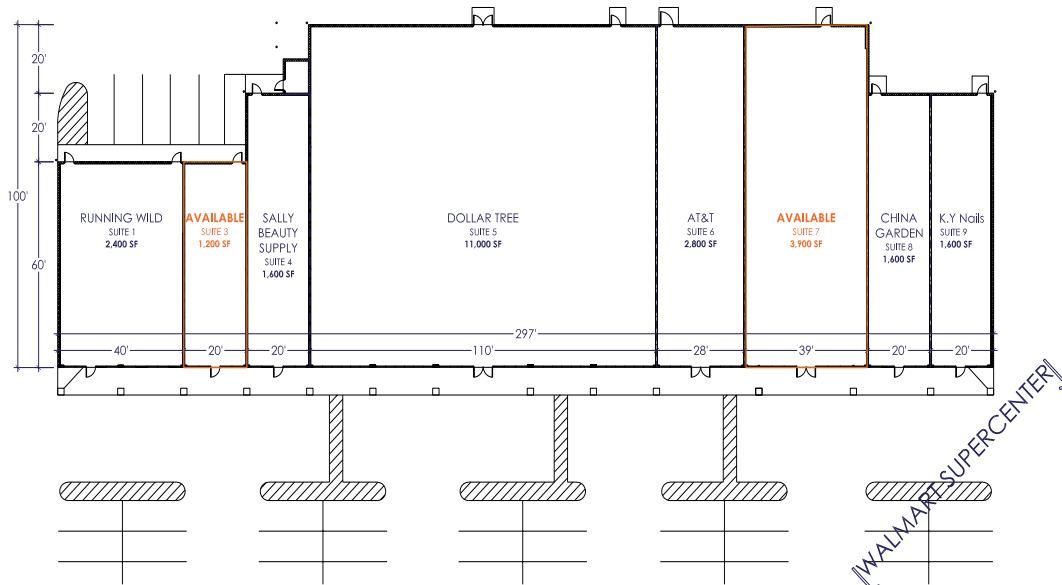 20'
20'
100'
60'
RUNNING WILD
SUITE 1
2,400 SF
AVAILABLE
SUITE 3
1,200 SF
SALLY
BEAUTY
SUPPLY
SUITE 4
1,600 SF
DOLLAR TREE
SUITE 5
11,000 SF
AT&T
SUITE 6
2,800 SF
AVAILABLE
SUITE 7
3,900 SF
CHINA
GARDEN
SUITE 8
1,600 SF
K.Y Nails
SUITE 9
1,600 SF
297'
40'
20'
20'
110'
28'
39'
20'
20'
WALMART SUPERCENTER